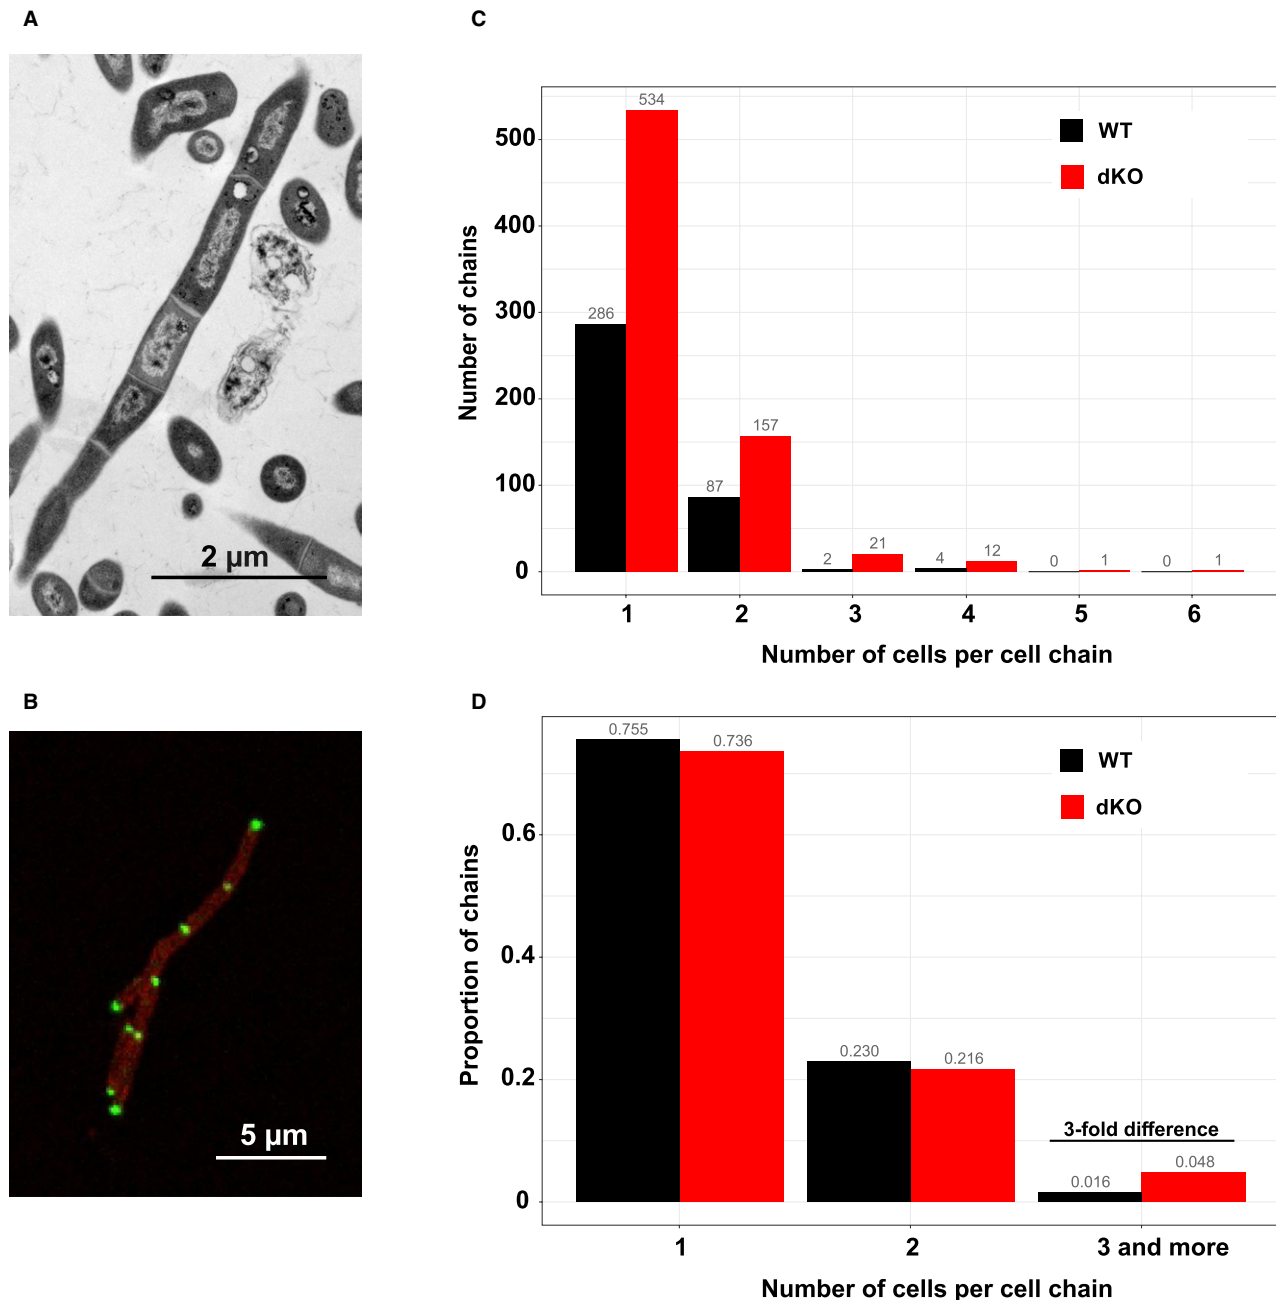 A
2 µm
B
5 µm
C
Number of chains
500
400
300
200
100
0
534
286
157
87
2
21
4
12
0
1
0
1
WT
dKO
1 2 3 4 5 6
Number of cells per cell chain
D
Proportion of chains
0.6
0.4
0.2
0
0.755
0.736
0.230
0.216
3-fold difference
0.016
0.048
WT
dKO
1 2 3 and more
Number of cells per cell chain